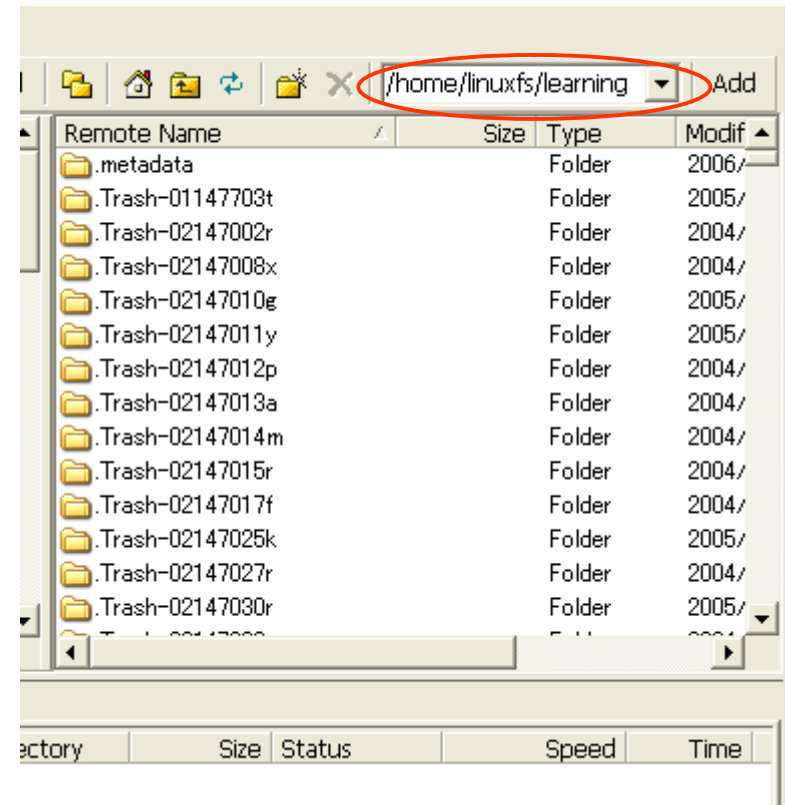 /home/linuxfs/learning Add
Remote Name Size Type Modif
.metadata Folder 2006/
.Trash-01147703t Folder 2005/
.Trash-02147002r Folder 2004/
.Trash-02147008x Folder 2004/
.Trash-02147010g Folder 2005/
.Trash-02147011y Folder 2005/
.Trash-02147012p Folder 2004/
.Trash-02147013a Folder 2004/
.Trash-02147014m Folder 2004/
.Trash-02147015r Folder 2004/
.Trash-02147017f Folder 2004/
.Trash-02147025k Folder 2005/
.Trash-02147027r Folder 2004/
.Trash-02147030r Folder 2005/
ectory Size Status Speed Time